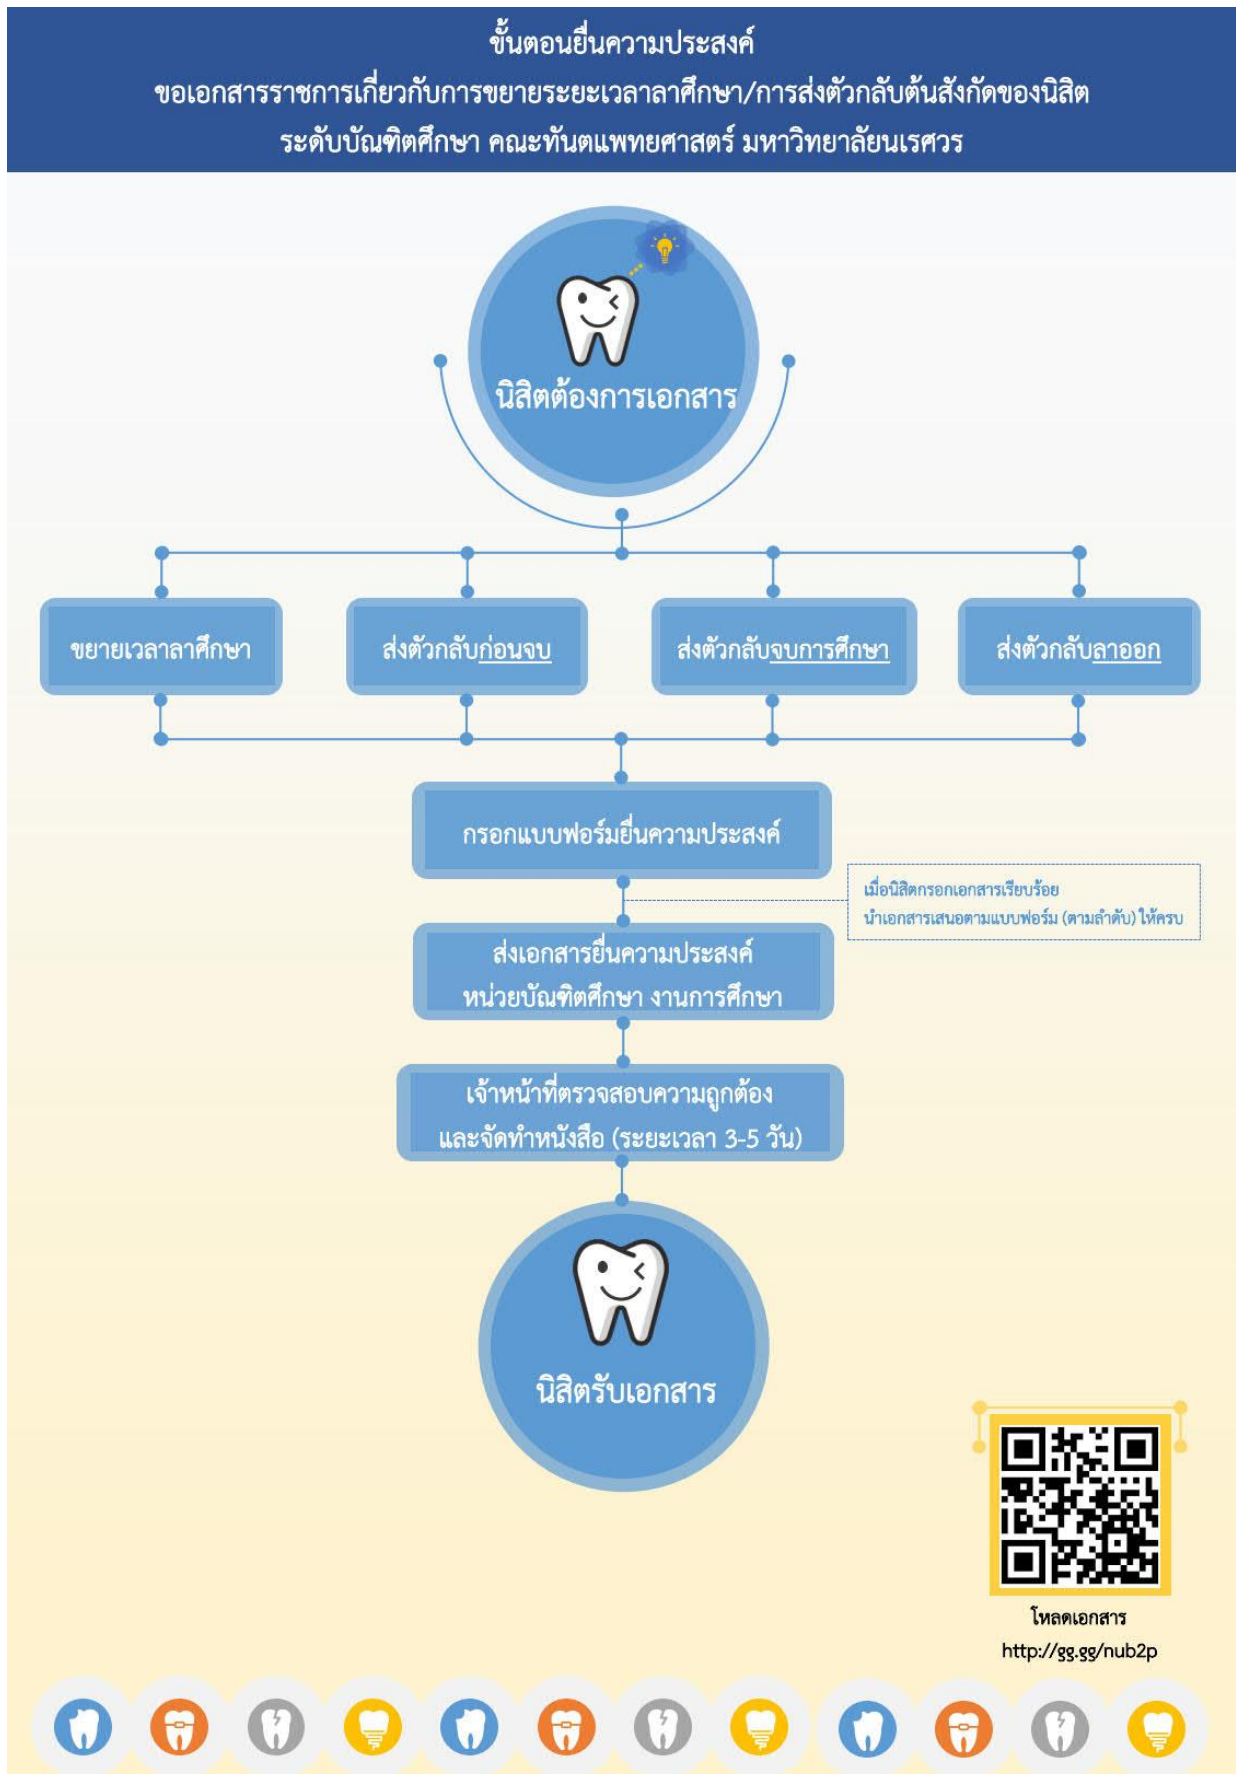 ขั้นตอนยื่นความประสงค์
ขอเอกสารราชการเกี่ยวกับการขยายระยะเวลาลาศึกษา/การส่งตัวกลับต้นสังกัดของนิสิต
ระดับบัณฑิตศึกษา คณะทันตแพทยศาสตร์ มหาวิทยาลัยนเรศวร
นิสิตต้องการเอกสาร
ขยายเวลาลาศึกษา
ส่งตัวกลับก่อนจบ
ส่งตัวกลับจบการศึกษา
ส่งตัวกลับลาออก
กรอกแบบฟอร์มยื่นความประสงค์
เมื่อนิสิตกรอกเอกสารเรียบร้อย
นำเอกสารเสนอตามแบบฟอร์ม (ตามลำดับ) ให้ครบ
ส่งเอกสารยื่นความประสงค์
หน่วยบัณฑิตศึกษา งานการศึกษา
เจ้าหน้าที่ตรวจสอบความถูกต้อง
และจัดทำหนังสือ (ระยะเวลา 3-5 วัน)
นิสิตรับเอกสาร
โหลดเอกสาร
http://gg.gg/nub2p